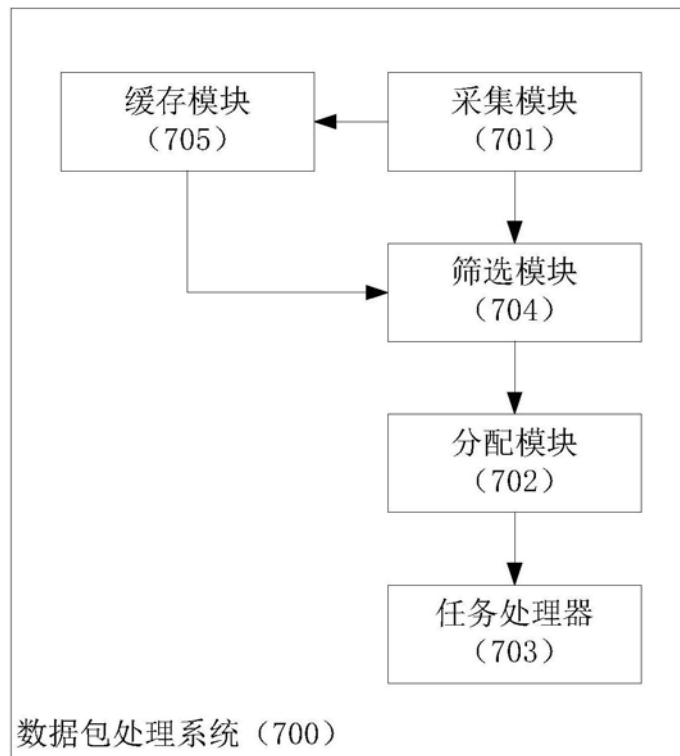 缓存模块
（705）
采集模块
（701）
筛选模块
（704）
分配模块
（702）
任务处理器
（703）
数据包处理系统（700）